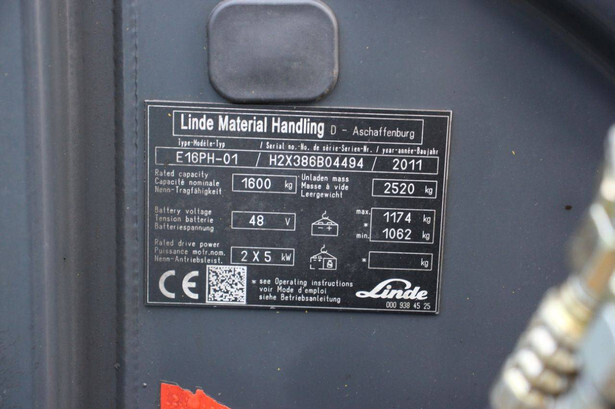 Linde Material Handling D - Aschaffenburg
Type-Modèle-Typ / Serial no.-No. de série-Serien-Nr. / year-année-Baujahr
E16PH-01 / H2X386B04494 / 2011
Rated capacity
Capacité nominale
Nenn-Tragfähigkeit
1600 kg
Unladen mass
Masse à vide
Leergewicht
2520 kg
Battery voltage
Tension batterie
Batteriespannung
48 V
- +
max. 1174 kg
*
min. 1062 kg
Rated drive power
Puissance motr.nom.
Nenn-Antriebsleist.
2 X 5 kW
* kg
CE
* see Operating instructions
voir Mode d'emploi
siehe Betriebsanleitung
Linde
000 938 45 25